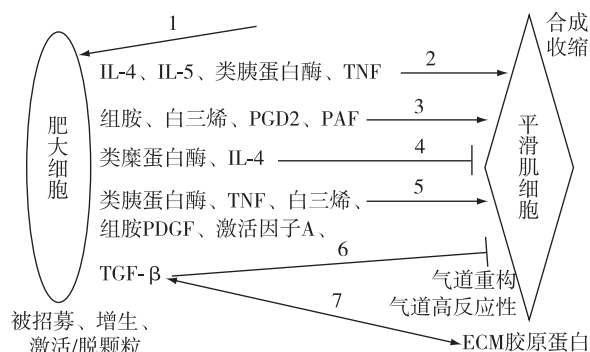 1
合成
收缩
IL-4、IL-5、类胰蛋白酶、TNF 2
组胺、白三烯、PGD2、PAF 3
肥大细胞
平滑肌细胞
类糜蛋白酶、IL-4 4
类胰蛋白酶、TNF、白三烯、 5
组胺PDGF、激活因子A、
6
TGF-β
气道重构
7
气道高反应性
被招募、增生、
激活/脱颗粒
ECM胶原蛋白